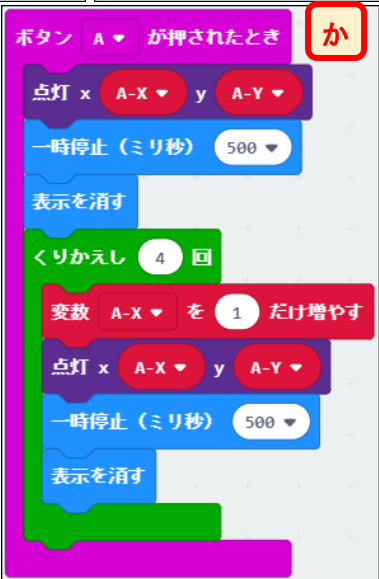 か
ボタン A ▼ が押されたとき
点灯 x A-X ▼ y A-Y ▼
一時停止（ミリ秒） 500 ▼
表示を消す
くりかえし 4 回
変数 A-X ▼ を 1 だけ増やす
点灯 x A-X ▼ y A-Y ▼
一時停止（ミリ秒） 500 ▼
表示を消す